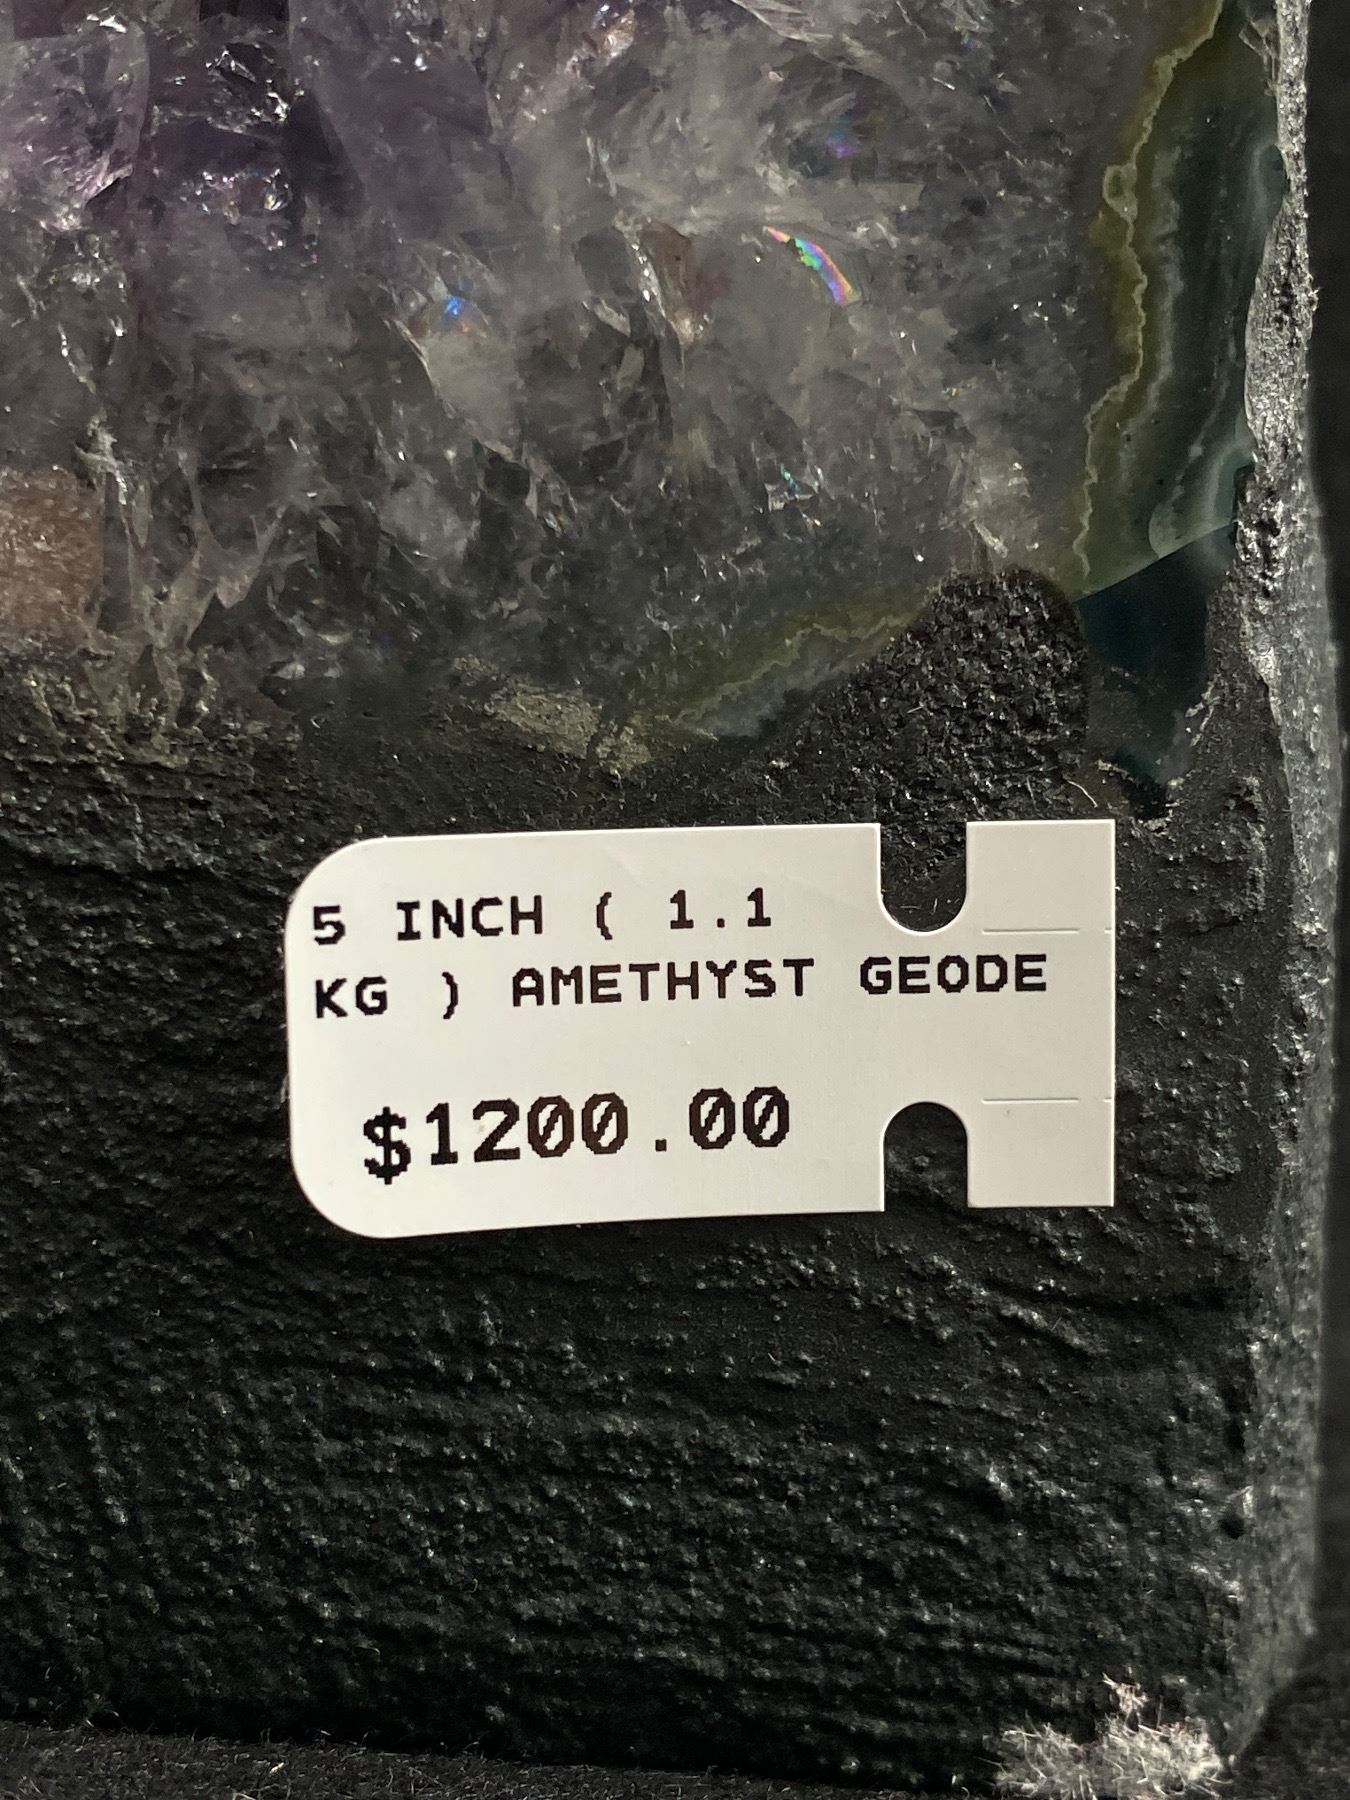 5 INCH ( 1.1
KG ) AMETHYST GEODE
$1200.00